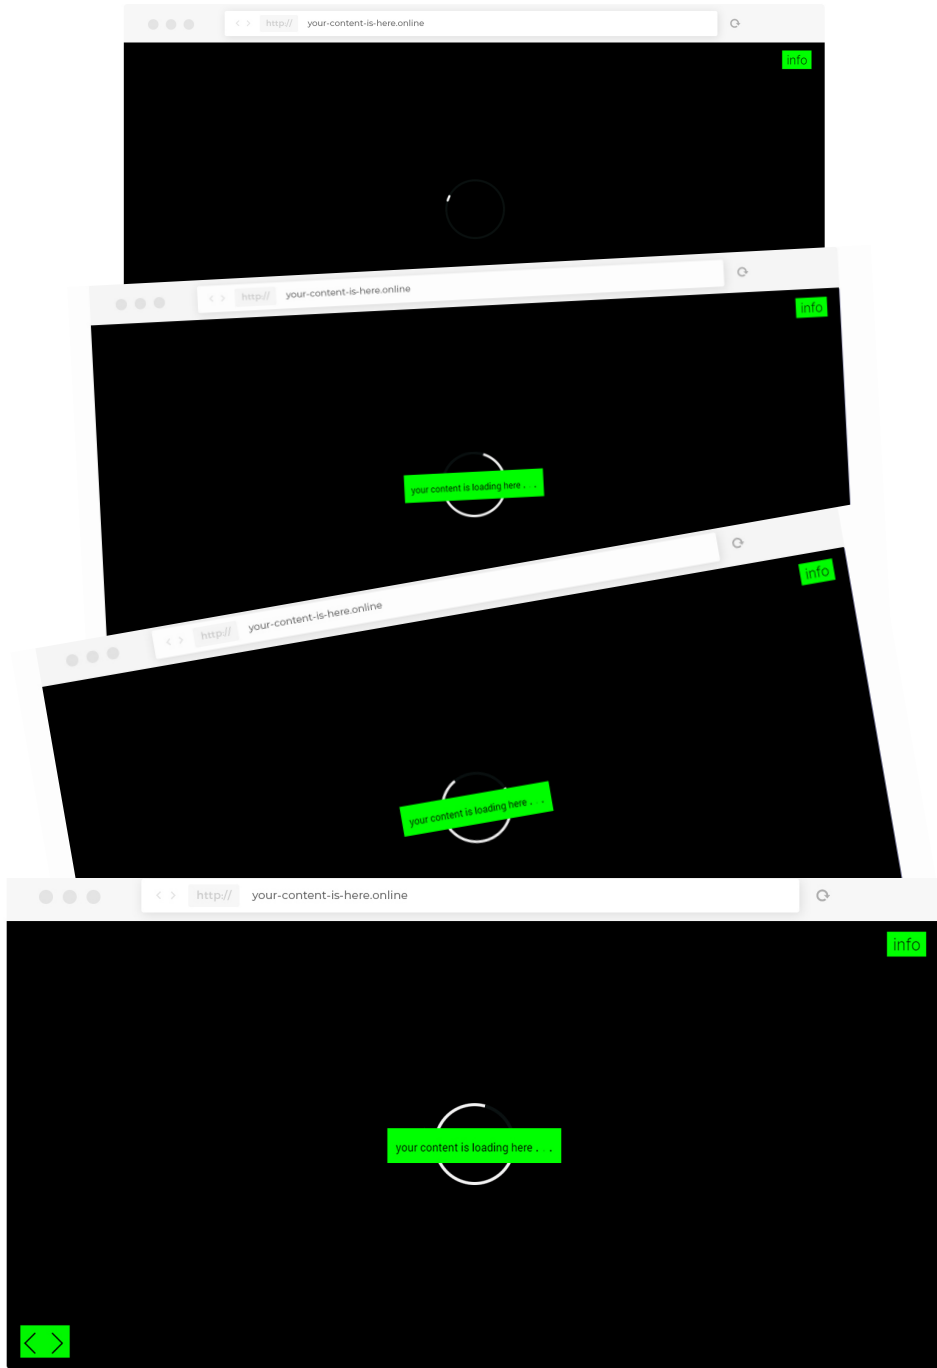 http:// your-content-is-here.online
info
http:// your-content-is-here.online
info
your content is loading here . . .
http:// your-content-is-here.online
info
your content is loading here . . .
http:// your-content-is-here.online
info
your content is loading here . .